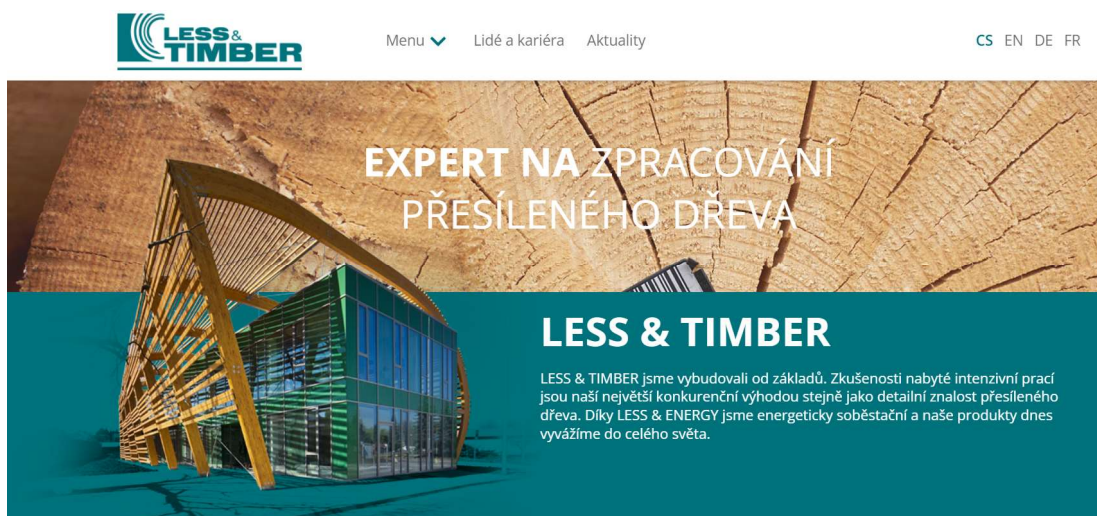 LESS &
TIMBER
Menu Lidé a kariéra Aktuality CS EN DE FR
EXPERT NA ZPRACOVÁNÍ
PŘESÍLENÉHO DŘEVA
LESS & TIMBER
LESS & TIMBER jsme vybudovali od základů. Zkušenosti nabyté intenzivní prací
jsou naší největší konkurenční výhodou stejně jako detailní znalost přesíleného
dřeva. Díky LESS & ENERGY jsme energeticky soběstační a naše produkty dnes
vyvážíme do celého světa.